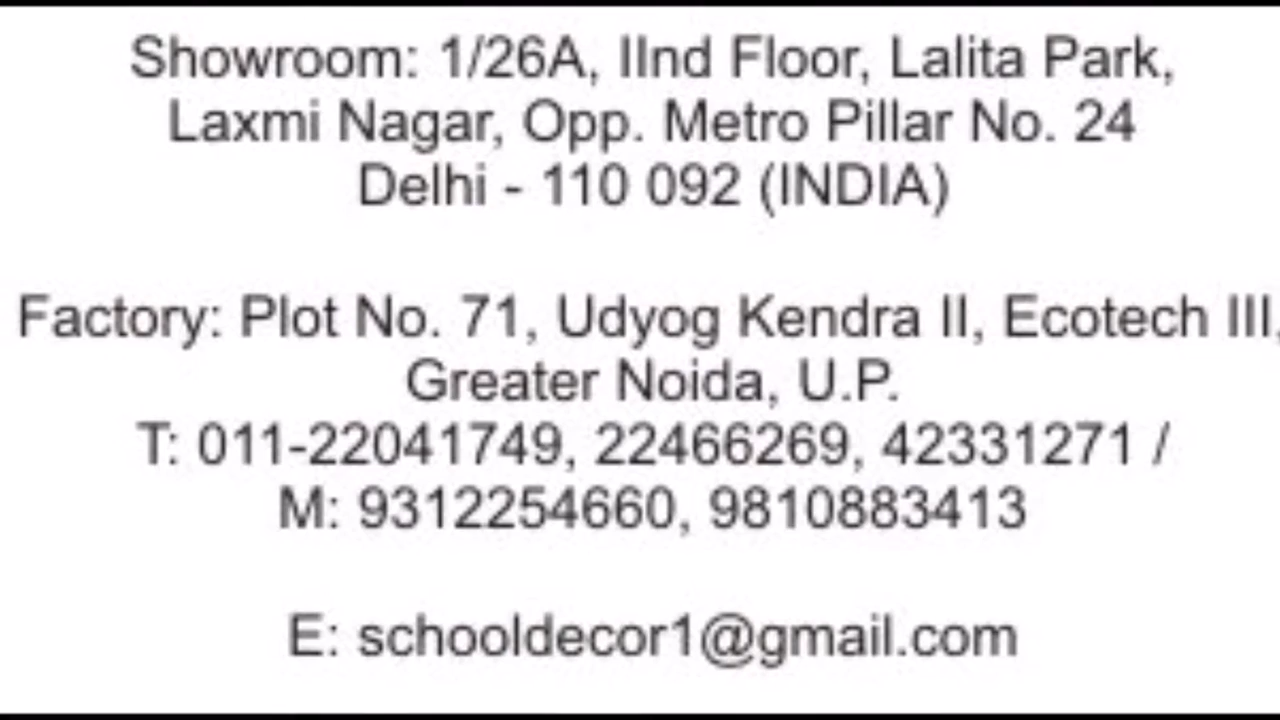 Showroom: 1/26A, IInd Floor, Lalita Park,
Laxmi Nagar, Opp. Metro Pillar No. 24
Delhi - 110 092 (INDIA)
Factory: Plot No. 71, Udyog Kendra II, Ecotech III,
Greater Noida, U.P.
T: 011-22041749, 22466269, 42331271 /
M: 9312254660, 9810883413
E: schooldecor1@gmail.com